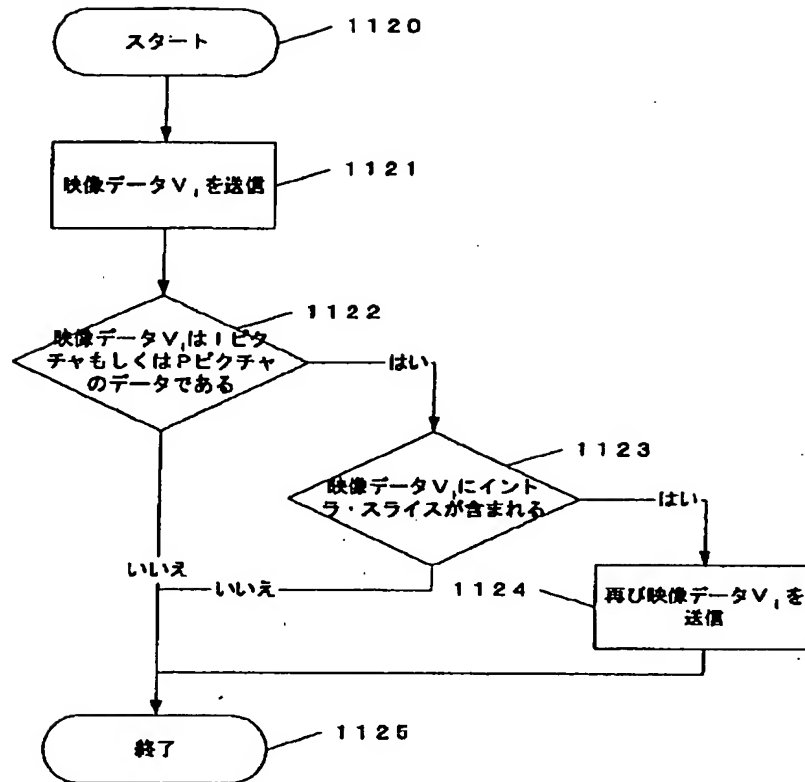 スタート
1120
映像データV₁を送信
1121
1122
映像データV₁はIピク
チャもしくはPピクチャ
のデータである
はい
1123
映像データV₁にイント
ラ・スライスが含まれる
はい
いいえ
いいえ
1124
再び映像データV₁を
送信
終了
1125